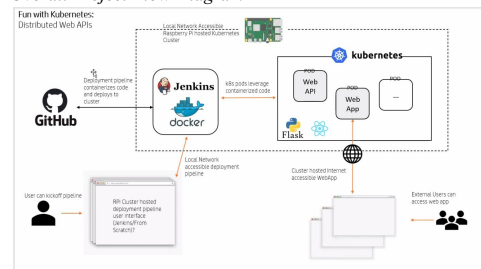 Fun with Kubernetes:
Distributed Web APIs
Local Network Accessible
Raspberry Pi hosted Kubernetes
Cluster
Deployment pipeline
containerizes code
and deploys to
cluster
GitHub
Jenkins
docker
k8s pods leverage
containerized code
kubernetes
POD
Web
API
POD
Web
App
POD
...
Flask
Local Network
accessible deployment
pipeline
Cluster hosted Internet
accessible WebApp
User can kickoff pipeline
RPi Cluster hosted
deployment pipeline
user interface
(Jenkins/From
Scratch)?
External Users can
access web app